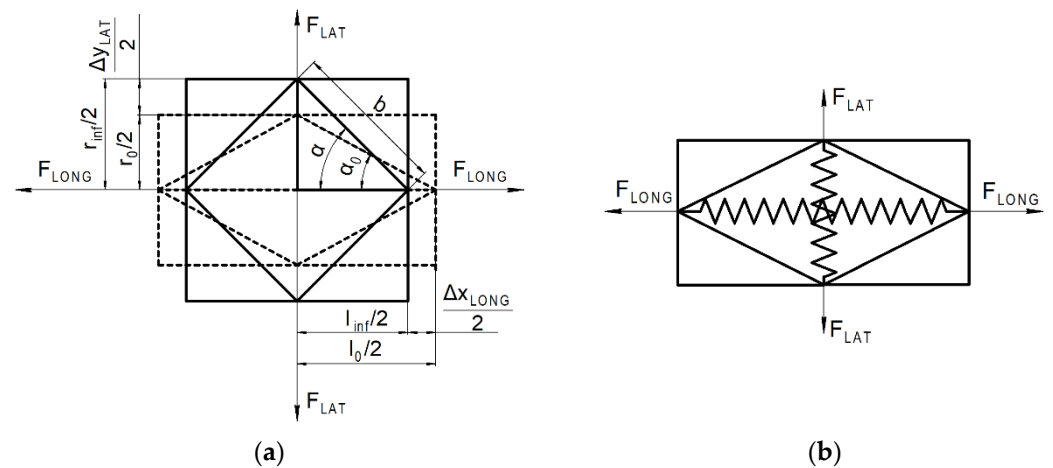 F_LAT
Δy_LAT
2
r_inf/2
r_0/2
b
α
α_0
F_LONG
F_LONG
Δx_LONG
2
l_inf/2
l_0/2
F_LAT
(a)
F_LAT
F_LONG
F_LONG
F_LAT
(b)